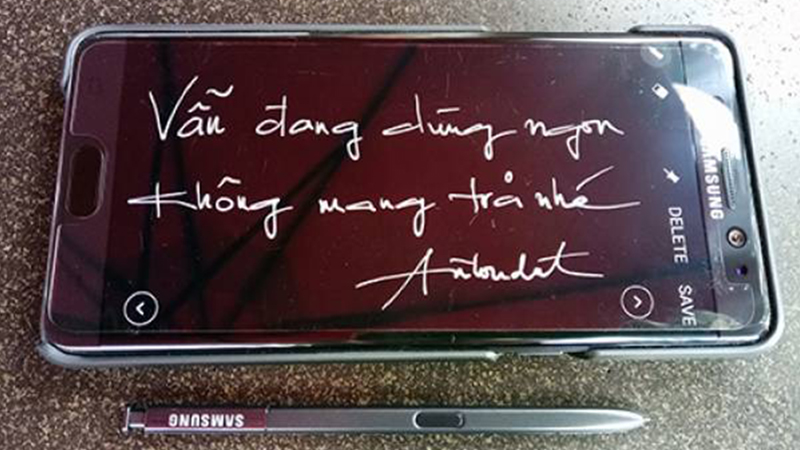 Vẫn đang dùng ngon
không mang trả nhé
SAMSUNG
DELETE
SAVE
SAMSUNG